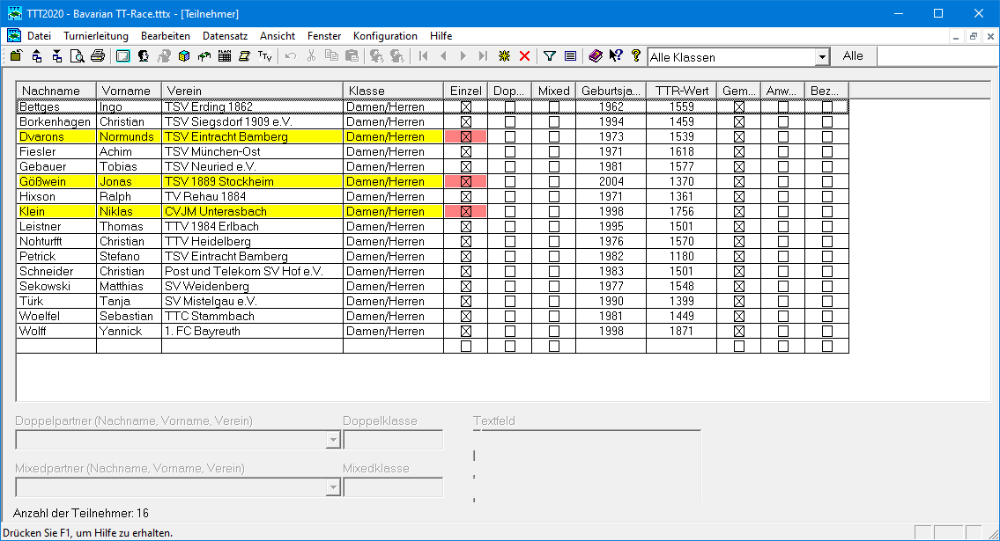 TTT2020 - Bavarian TT-Race.tttx - [Teilnehmer]
Datei Turnierleitung Bearbeiten Datensatz Ansicht Fenster Konfiguration Hilfe
Alle Klassen Alle
Nachname Vorname Verein Klasse Einzel Dop... Mixed Geburtsja... TTR-Wert Gem... Anw... Bez...
Bettges Ingo TSV Erding 1862 Damen/Herren 1962 1559
Borkenhagen Christian TSV Siegsdorf 1909 e.V. Damen/Herren 1994 1459
Dvarons Normunds TSV Eintracht Bamberg Damen/Herren 1973 1539
Fiesler Achim TSV München-Ost Damen/Herren 1971 1618
Gebauer Tobias TSV Neuried e.V. Damen/Herren 1981 1577
Gößwein Jonas TSV 1889 Stockheim Damen/Herren 2004 1370
Hixson Ralph TV Rehau 1884 Damen/Herren 1971 1361
Klein Niklas CVJM Unterasbach Damen/Herren 1998 1756
Leistner Thomas TTV 1984 Erlbach Damen/Herren 1995 1501
Nohturfft Christian TTV Heidelberg Damen/Herren 1976 1570
Petrick Stefano TSV Eintracht Bamberg Damen/Herren 1982 1180
Schneider Christian Post und Telekom SV Hof e.V. Damen/Herren 1983 1501
Sekowski Matthias SV Weidenberg Damen/Herren 1977 1548
Türk Tanja SV Mistelgau e.V. Damen/Herren 1990 1399
Woelfel Sebastian TTC Stammbach Damen/Herren 1981 1449
Wolff Yannick 1. FC Bayreuth Damen/Herren 1998 1871
Doppelpartner (Nachname, Vorname, Verein) Doppelklasse Textfeld
Mixedpartner (Nachname, Vorname, Verein) Mixedklasse
Anzahl der Teilnehmer: 16
Drücken Sie F1, um Hilfe zu erhalten.